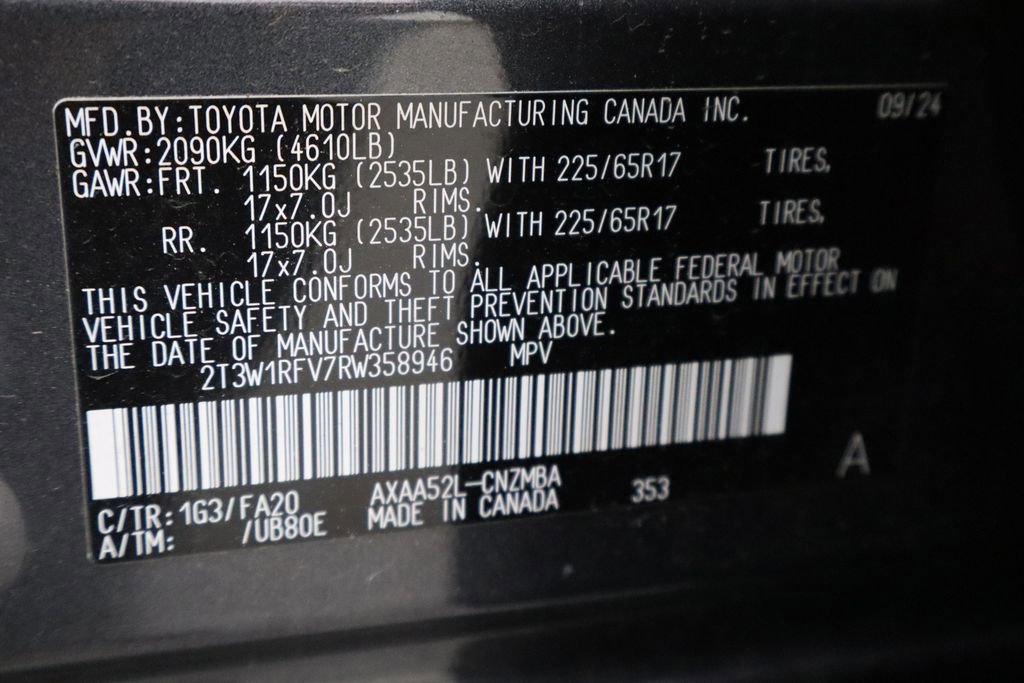 MFD.BY:TOYOTA MOTOR MANUFACTURING CANADA INC. 09/24
GVWR:2090KG (4610LB)
GAWR:FRT. 1150KG (2535LB) WITH 225/65R17 TIRES,
17x7.0J RIMS.
RR. 1150KG (2535LB) WITH 225/65R17 TIRES,
17x7.0J RIMS.
THIS VEHICLE CONFORMS TO ALL APPLICABLE FEDERAL MOTOR
VEHICLE SAFETY AND THEFT PREVENTION STANDARDS IN EFFECT ON
THE DATE OF MANUFACTURE SHOWN ABOVE.
2T3W1RFV7RW358946 MPV
A
C/TR:1G3/FA20 AXAA52L-CNZMBA 353
A/TM: /UB80E MADE IN CANADA